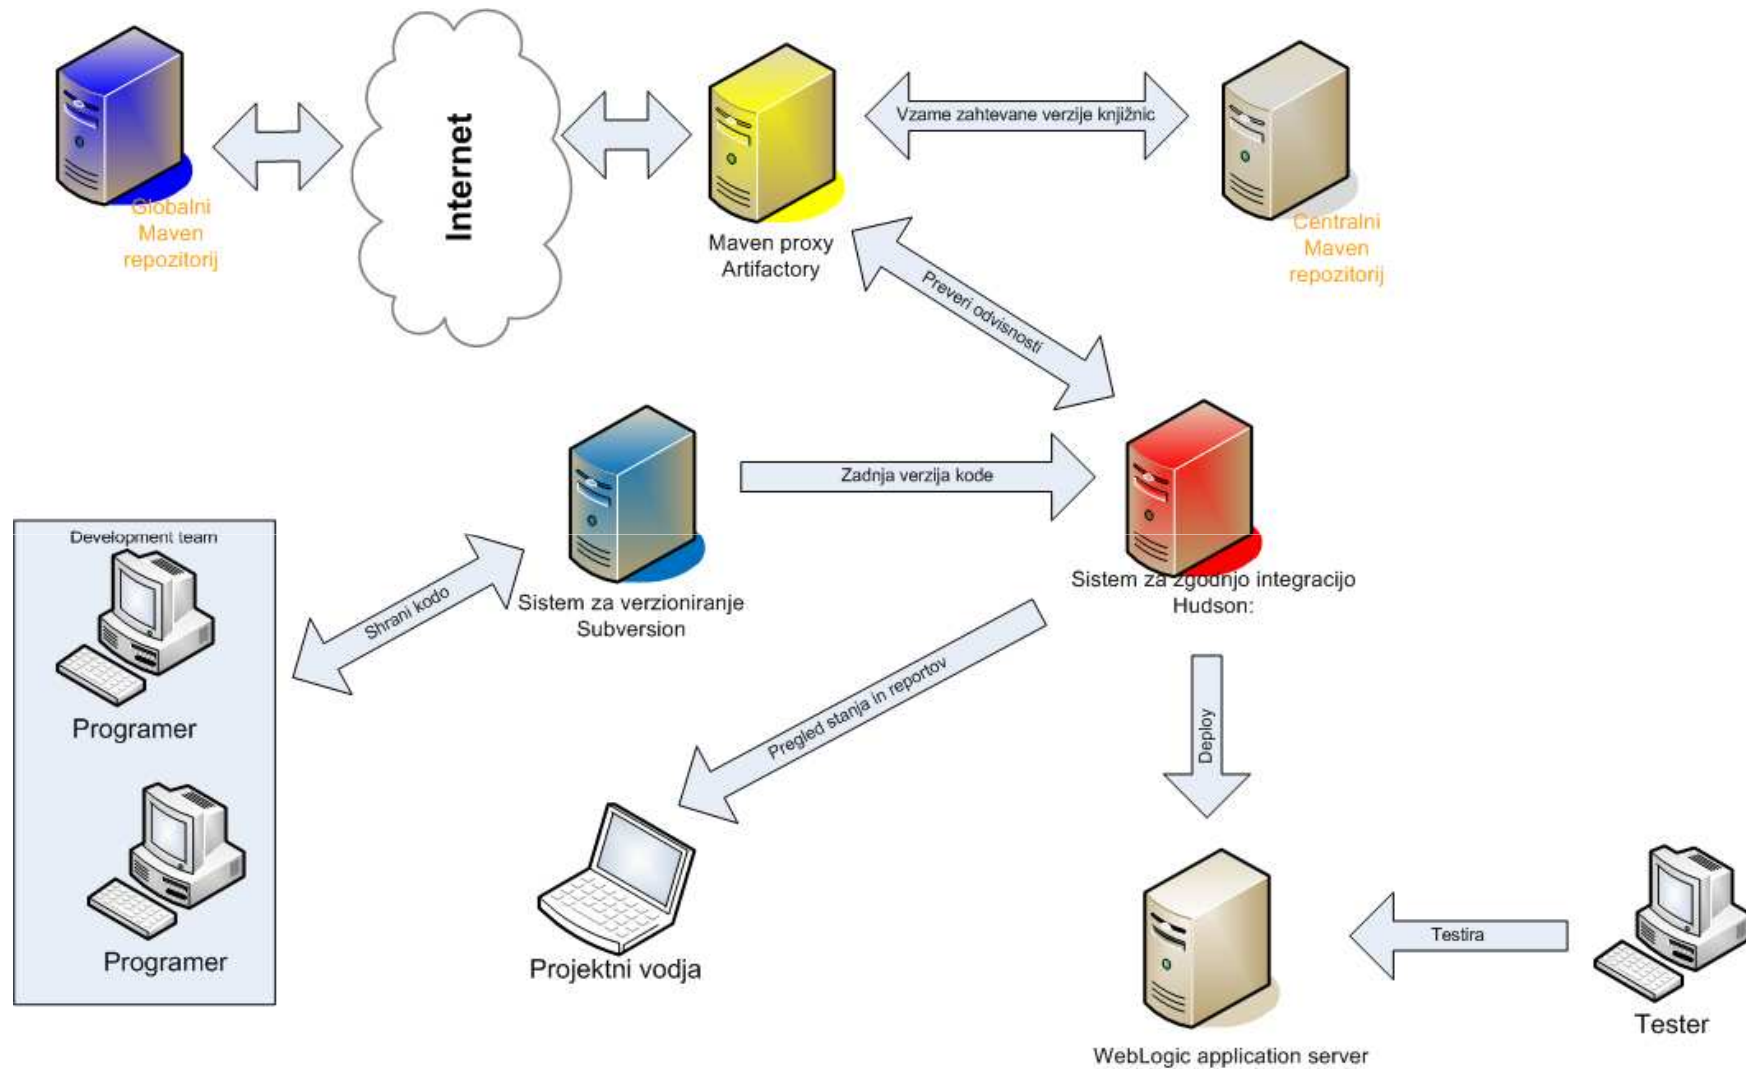 Globalni
Maven
repozitorij
Internet
Maven proxy
Artifactory
Vzame zahtevane verzije knjižnic
Centralni
Maven
repozitorij
Preveri odvisnosti
Zadnja verzija kode
Development team
Programer
Programer
Shrani kodo
Sistem za verzioniranje
Subversion
Sistem za zgodnjo integracijo
Hudson:
Pregled stanja in reportov
Deploy
Projektni vodja
Testira
Tester
WebLogic application server